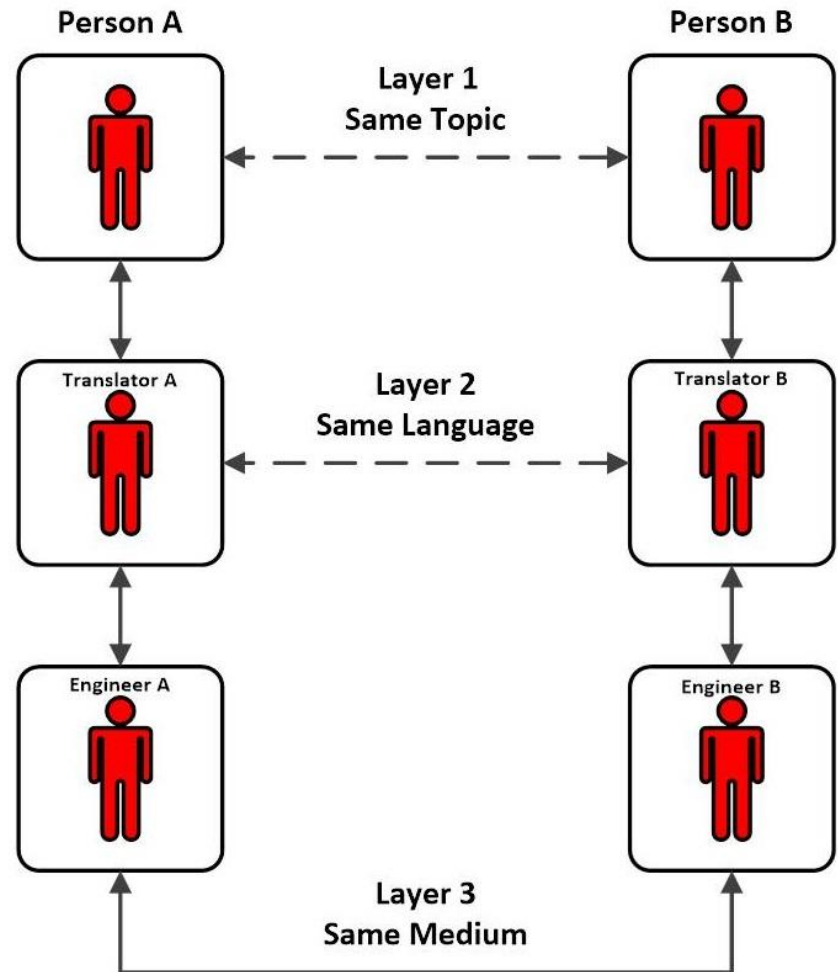 Person A
Person B
Layer 1
Same Topic
Translator A
Layer 2
Same Language
Translator B
Engineer A
Engineer B
Layer 3
Same Medium